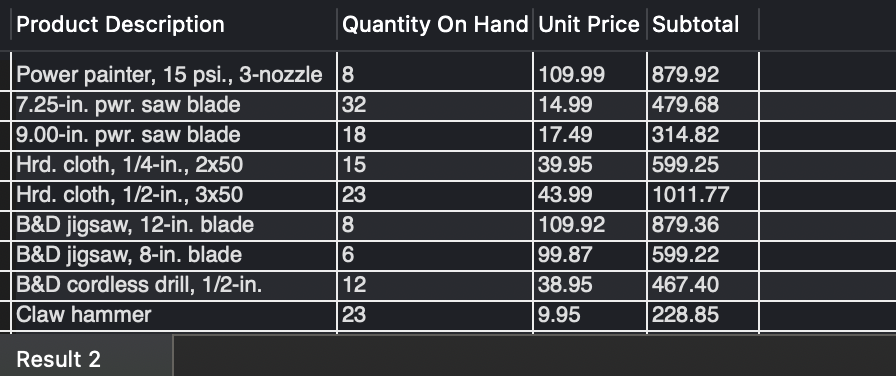 Product Description Quantity On Hand Unit Price Subtotal
Power painter, 15 psi., 3-nozzle 8 109.99 879.92
7.25-in. pwr. saw blade 32 14.99 479.68
9.00-in. pwr. saw blade 18 17.49 314.82
Hrd. cloth, 1/4-in., 2x50 15 39.95 599.25
Hrd. cloth, 1/2-in., 3x50 23 43.99 1011.77
B&D jigsaw, 12-in. blade 8 109.92 879.36
B&D jigsaw, 8-in. blade 6 99.87 599.22
B&D cordless drill, 1/2-in. 12 38.95 467.40
Claw hammer 23 9.95 228.85
Result 2